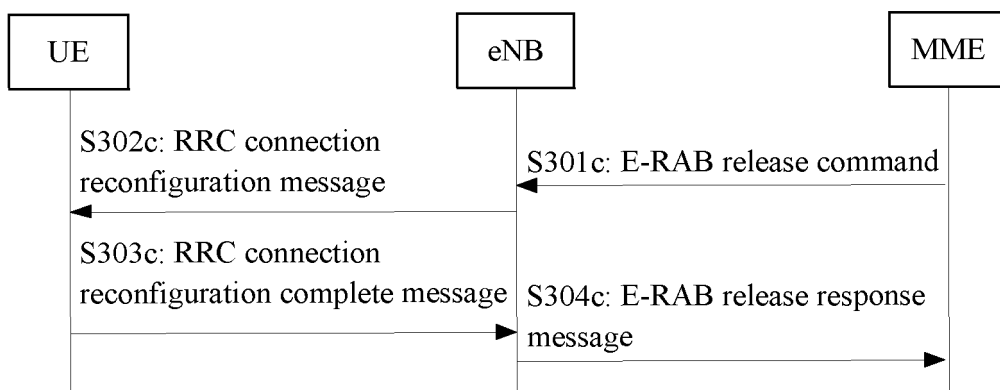 UE
eNB
MME
S302c: RRC connection
reconfiguration message
S301c: E-RAB release command
S303c: RRC connection
reconfiguration complete message
S304c: E-RAB release response
message